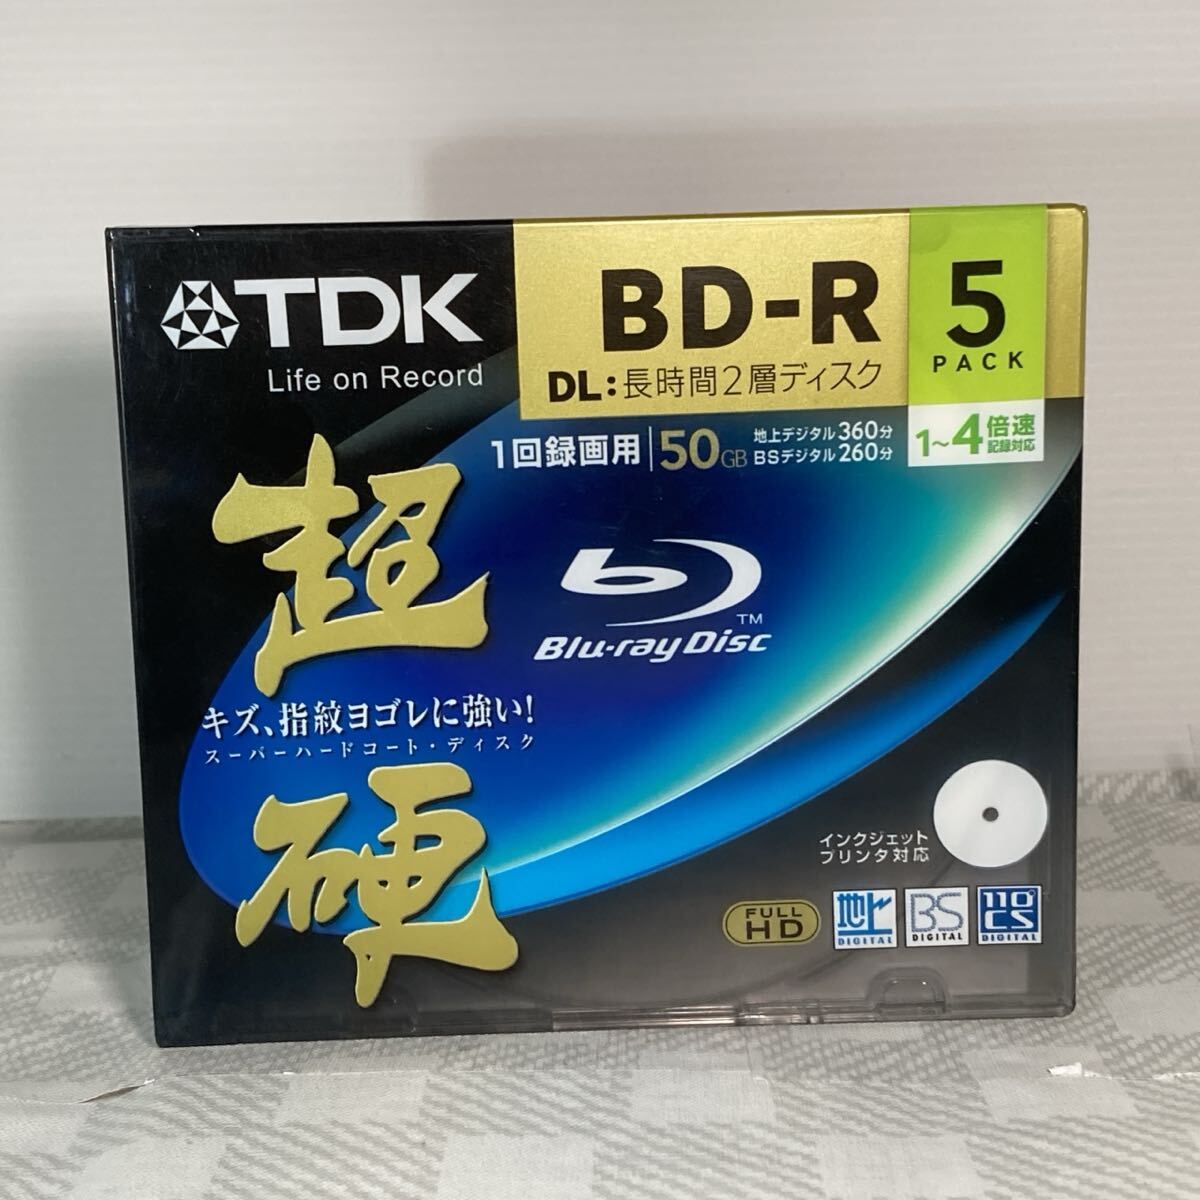 TDK
Life on Record
BD-R
DL:長時間2層ディスク
5
PACK
1～4倍速
記録対応
1回録画用
50GB
地上デジタル360分
BSデジタル260分
超
Blu-ray Disc
TM
キズ、指紋ヨゴレに強い!
スーパーハードコート・ディスク
硬
インクジェット
プリンタ対応
FULL
HD
地上
DIGITAL
BS
DIGITAL
110°
CS
DIGITAL